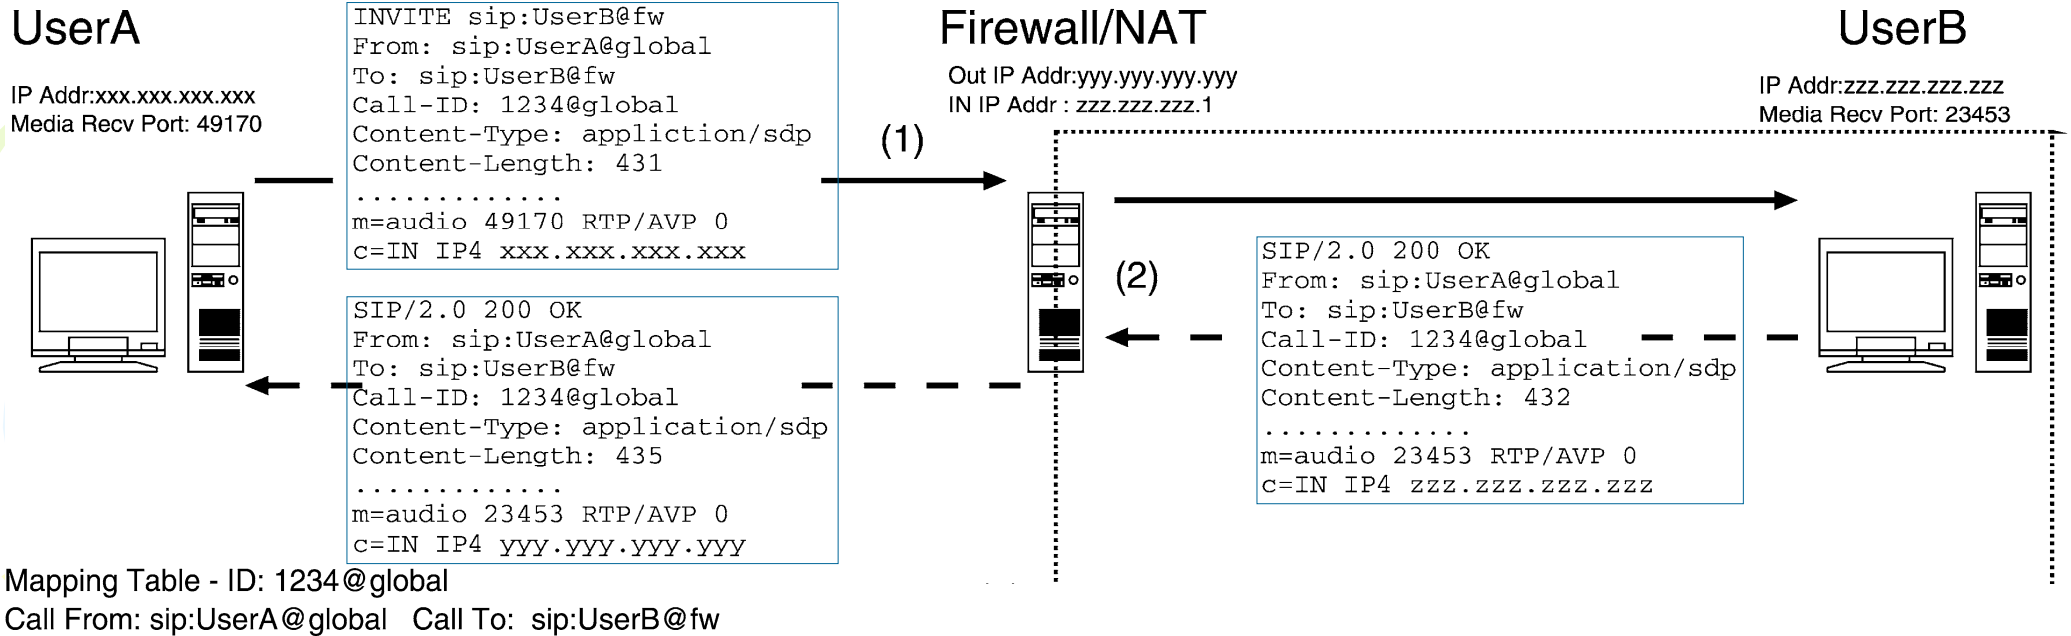 UserA
IP Addr:xxx.xxx.xxx.xxx
Media Recv Port: 49170
INVITE sip:UserB@fw
From: sip:UserA@global
To: sip:UserB@fw
Call-ID: 1234@global
Content-Type: appliction/sdp
Content-Length: 431
.............
m=audio 49170 RTP/AVP 0
c=IN IP4 xxx.xxx.xxx.xxx
(1)
Firewall/NAT
Out IP Addr:yyy.yyy.yyy.yyy
IN IP Addr : zzz.zzz.zzz.1
UserB
IP Addr:zzz.zzz.zzz.zzz
Media Recv Port: 23453
(2)
SIP/2.0 200 OK
From: sip:UserA@global
To: sip:UserB@fw
Call-ID: 1234@global
Content-Type: application/sdp
Content-Length: 432
.............
m=audio 23453 RTP/AVP 0
c=IN IP4 zzz.zzz.zzz.zzz
SIP/2.0 200 OK
From: sip:UserA@global
To: sip:UserB@fw
Call-ID: 1234@global
Content-Type: application/sdp
Content-Length: 435
.............
m=audio 23453 RTP/AVP 0
c=IN IP4 yyy.yyy.yyy.yyy
Mapping Table - ID: 1234@global
Call From: sip:UserA@global Call To: sip:UserB@fw